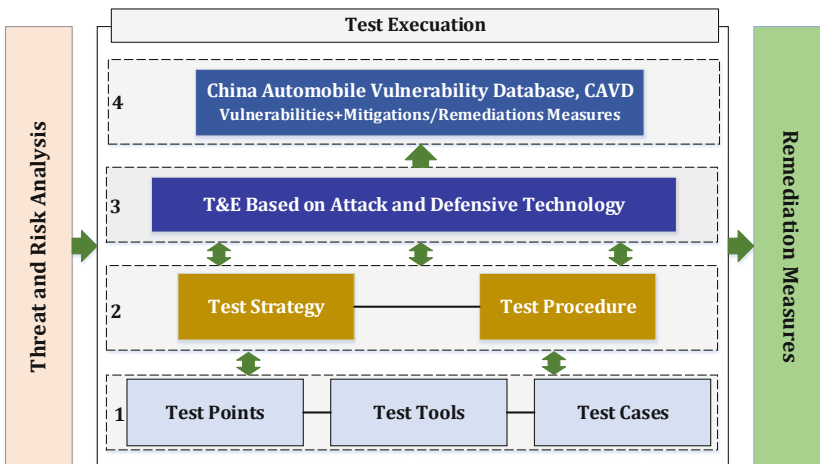 Test Execuation
Threat and Risk Analysis
4
China Automobile Vulnerability Database, CAVD
Vulnerabilities+Mitigations/Remediations Measures
3
T&E Based on Attack and Defensive Technology
2
Test Strategy
Test Procedure
1
Test Points
Test Tools
Test Cases
Remediation Measures